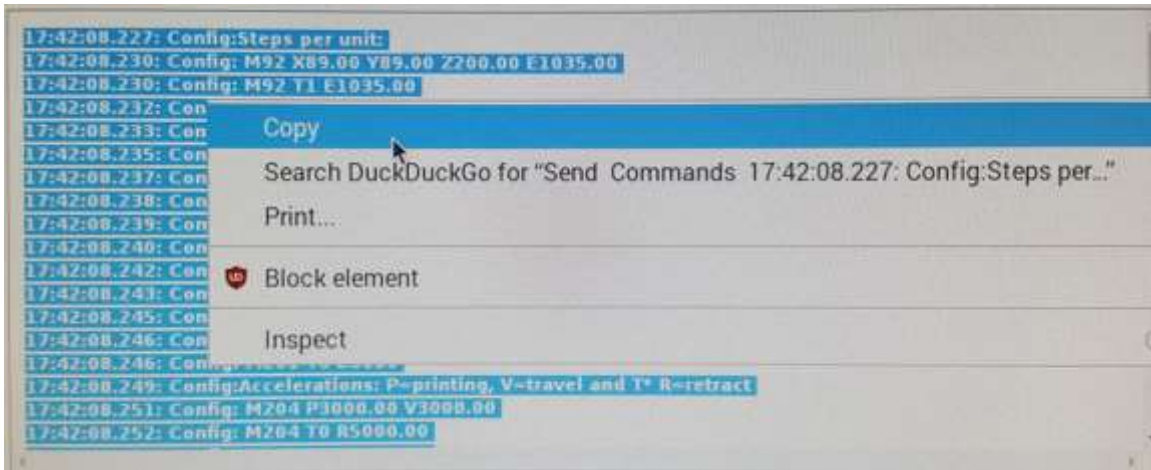 17:42:08.227: Config:Steps per unit:
17:42:08.230: Config: M92 X89.00 Y89.00 Z200.00 E1035.00
17:42:08.230: Config: M92 T1 E1035.00
17:42:08.232: Con
17:42:08.233: Con
Copy
17:42:08.235: Con
17:42:08.237: Con
Search DuckDuckGo for “Send Commands 17:42:08.227: Config:Steps per...”
17:42:08.238: Con
17:42:08.239: Con
Print...
17:42:08.240: Con
17:42:08.242: Con
Block element
17:42:08.243: Con
17:42:08.245: Con
17:42:08.246: Con
Inspect
17:42:08.246:
17:42:08.249: Config:Accelerations: P=printing, V=travel and T* R=retract
17:42:08.251: Config: M204 P3000.00 V3000.00
17:42:08.252: Config: M204 T0 R5000.00